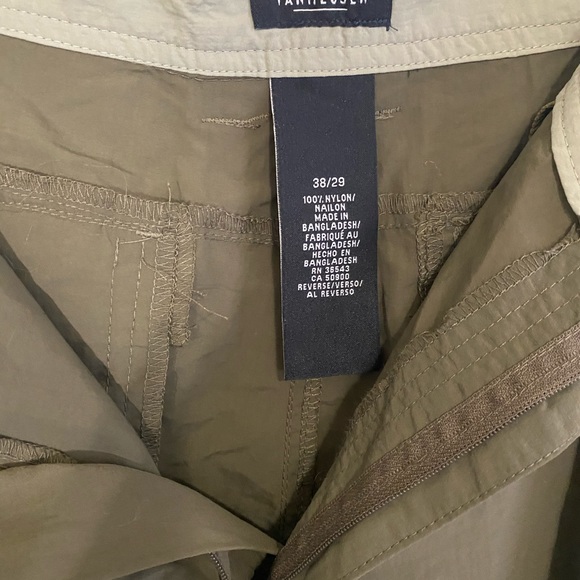 VANHEUSEN
38/29
100% NYLON/
NAILON
MADE IN
BANGLADESH/
FABRIQUÉ AU
BANGLADESH/
HECHO EN
BANGLADESH
RN 36543
CA 50900
REVERSE/VERSO/
AL REVERSO